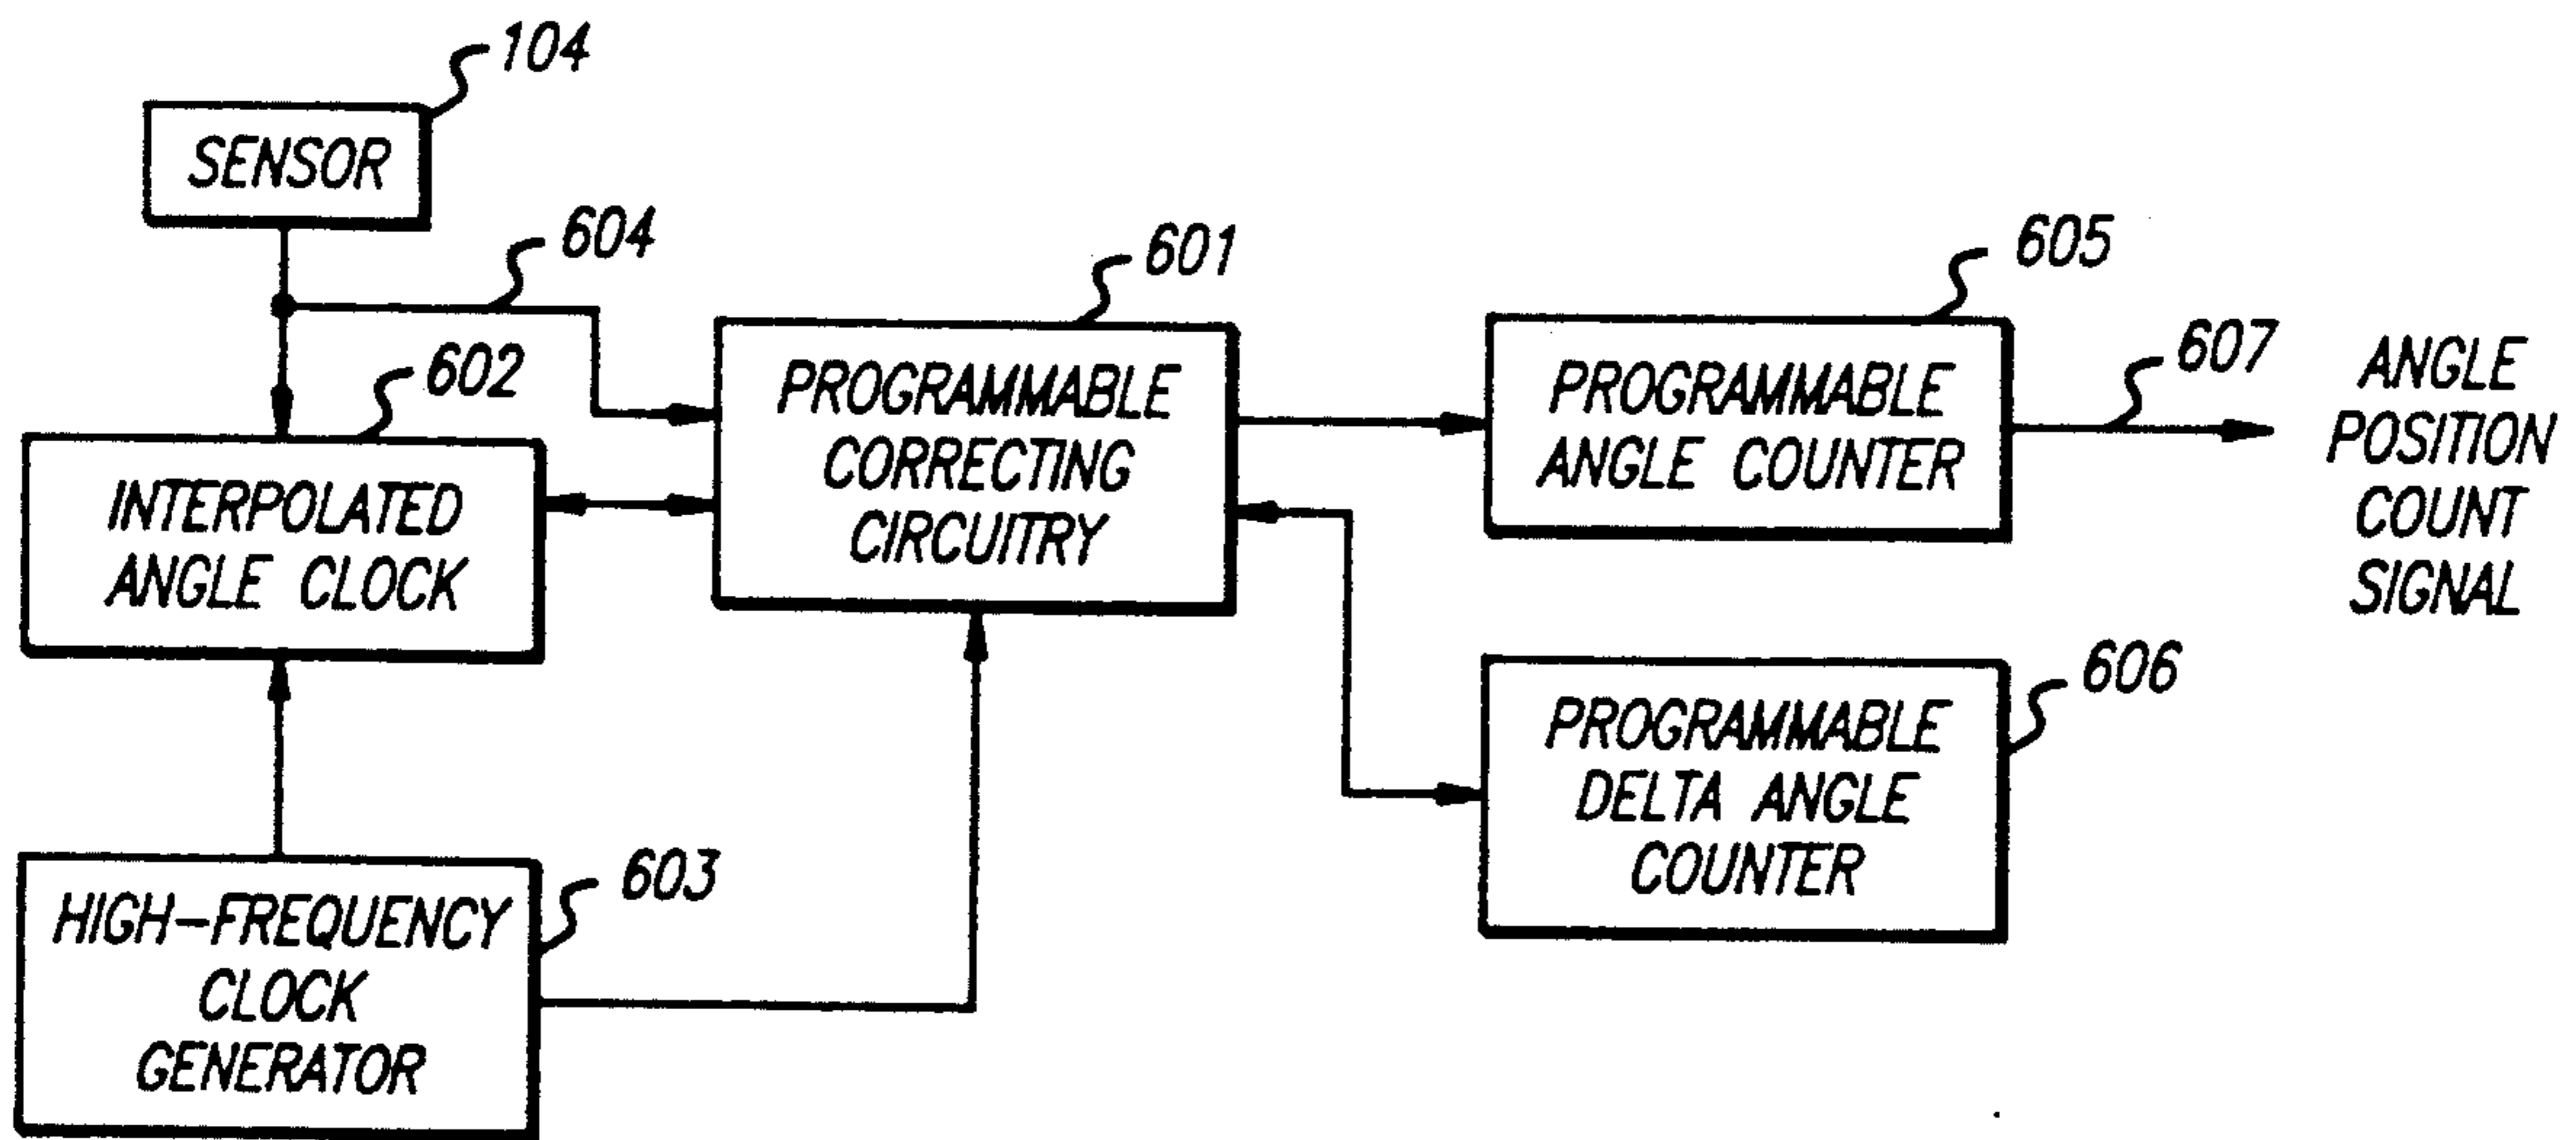 104
SENSOR
604
601
605
602
607
ANGLE
POSITION
COUNT
SIGNAL
PROGRAMMABLE
CORRECTING
CIRCUITRY
PROGRAMMABLE
ANGLE COUNTER
INTERPOLATED
ANGLE CLOCK
606
PROGRAMMABLE
DELTA ANGLE
COUNTER
603
HIGH-FREQUENCY
CLOCK
GENERATOR